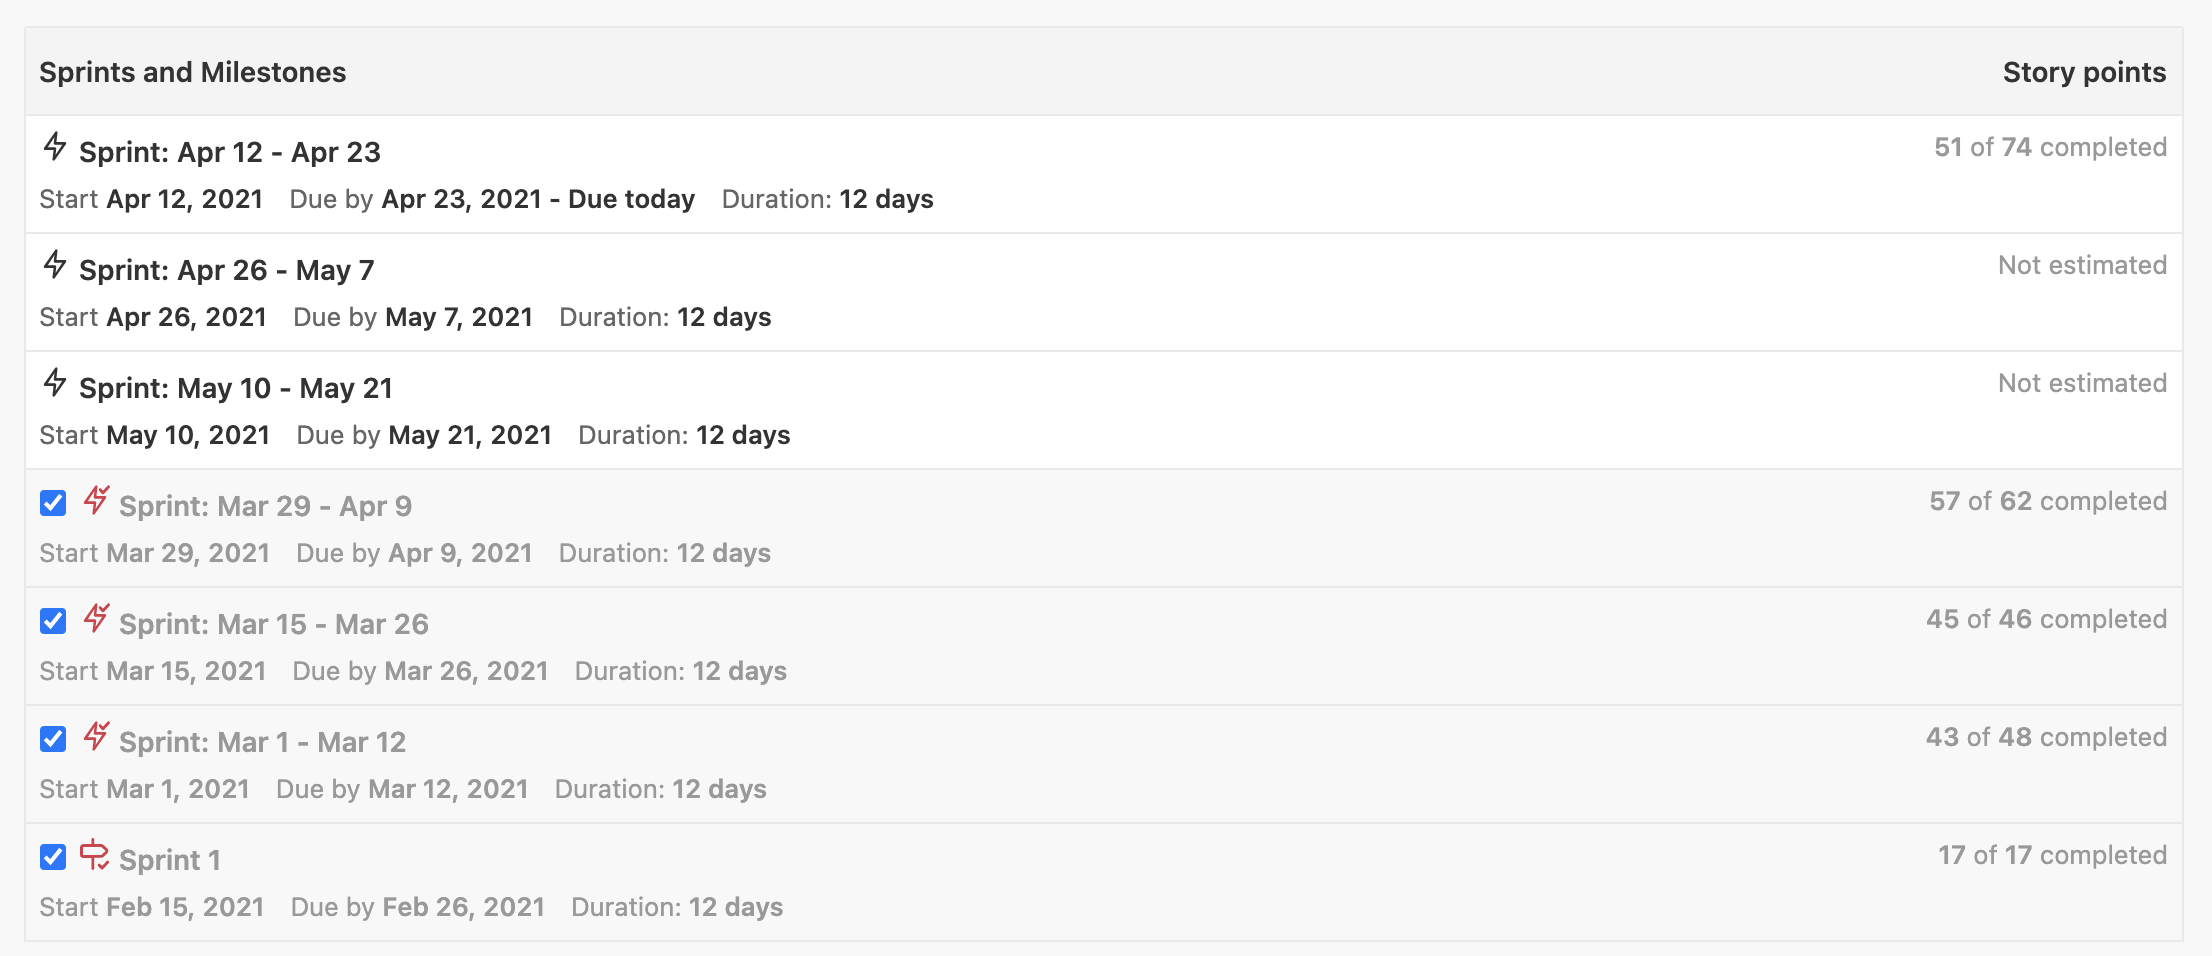 Sprints and Milestones Story points
Sprint: Apr 12 - Apr 23 51 of 74 completed
Start Apr 12, 2021 Due by Apr 23, 2021 - Due today Duration: 12 days
Sprint: Apr 26 - May 7 Not estimated
Start Apr 26, 2021 Due by May 7, 2021 Duration: 12 days
Sprint: May 10 - May 21 Not estimated
Start May 10, 2021 Due by May 21, 2021 Duration: 12 days
Sprint: Mar 29 - Apr 9 57 of 62 completed
Start Mar 29, 2021 Due by Apr 9, 2021 Duration: 12 days
Sprint: Mar 15 - Mar 26 45 of 46 completed
Start Mar 15, 2021 Due by Mar 26, 2021 Duration: 12 days
Sprint: Mar 1 - Mar 12 43 of 48 completed
Start Mar 1, 2021 Due by Mar 12, 2021 Duration: 12 days
Sprint 1 17 of 17 completed
Start Feb 15, 2021 Due by Feb 26, 2021 Duration: 12 days